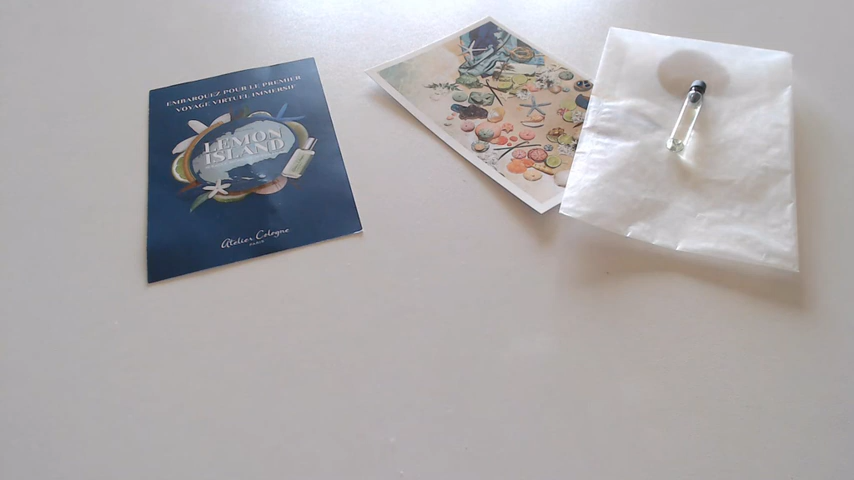 EMBARQUEZ POUR LE PREMIER
VOYAGE VIRTUEL IMMERSIF
LEMON
ISLAND
Atelier Cologne
PARIS